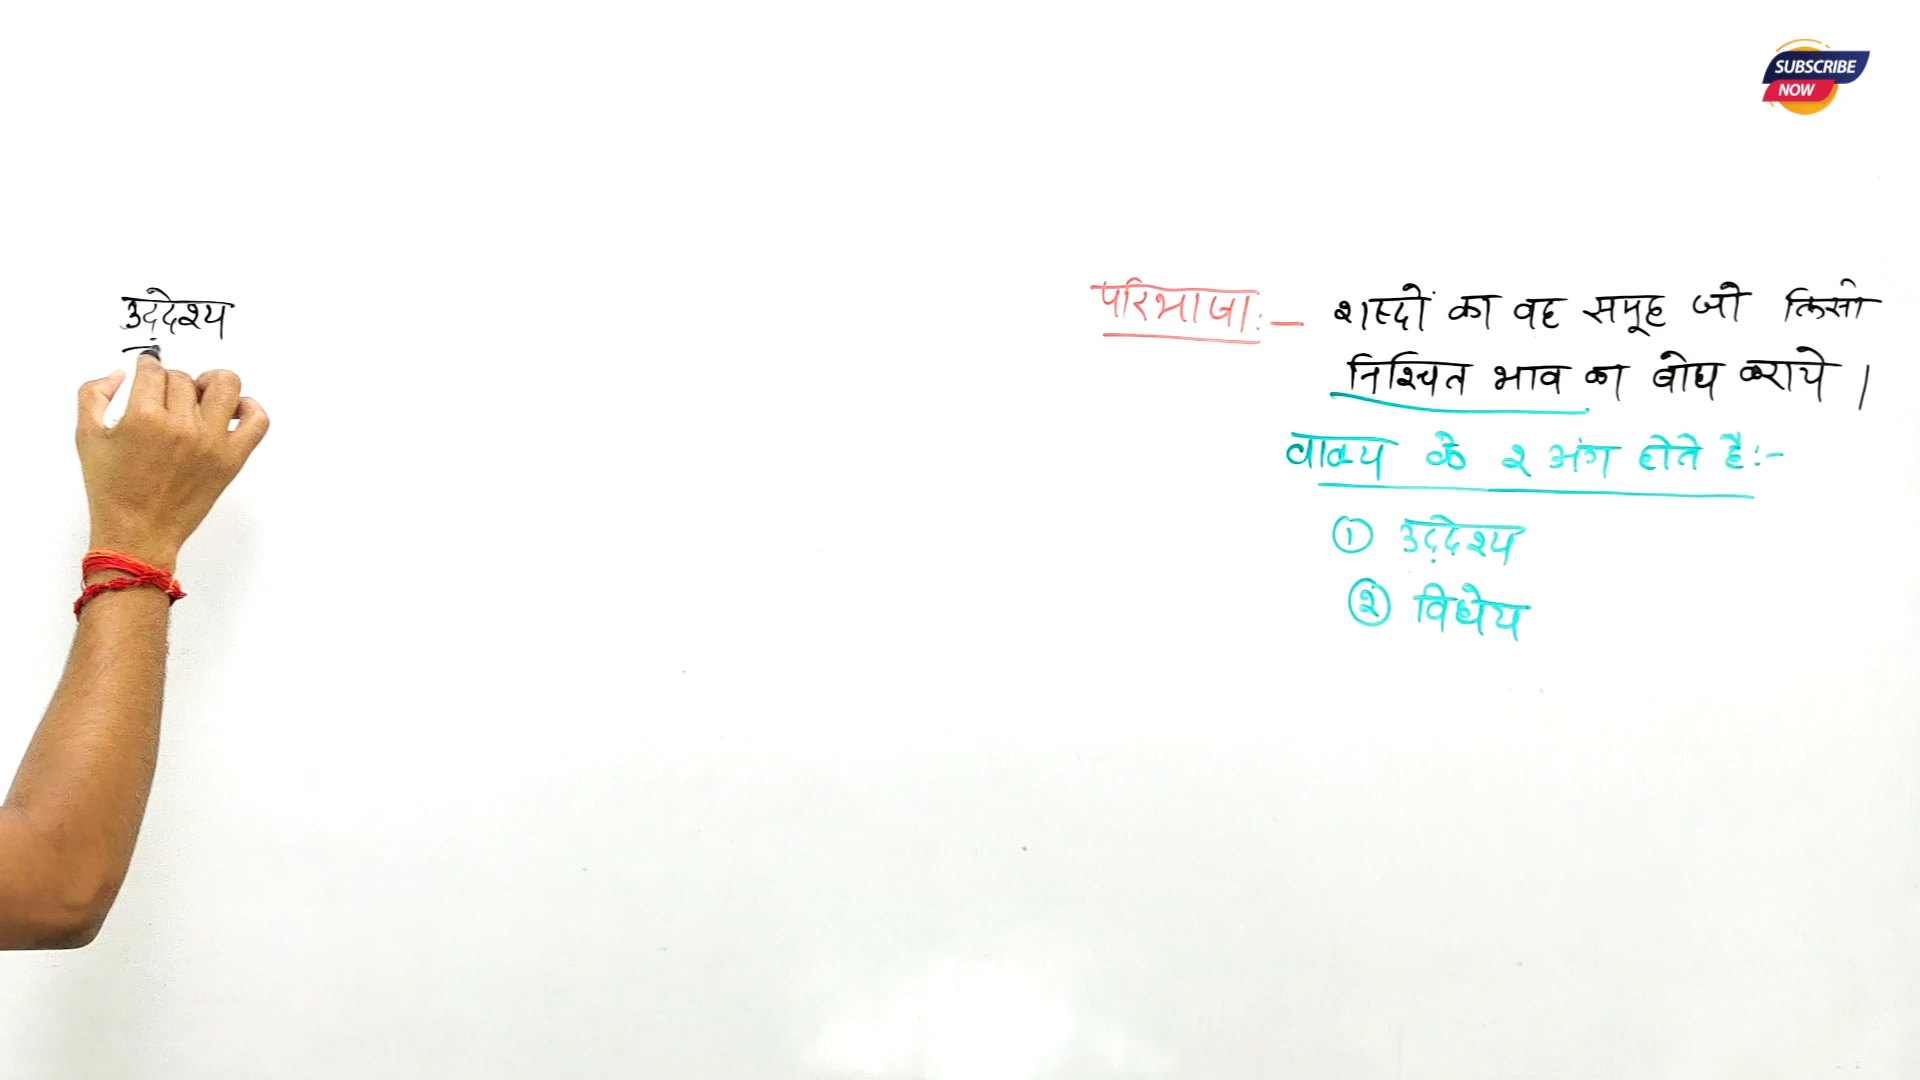 SUBSCRIBE
NOW
उद्देश्य
परिभाषा:- शब्दों का वह समूह जो किसी
निश्चित भाव का बोध कराये।
वाक्य के २ अंग होते है:-
① उद्देश्य
② विधेय